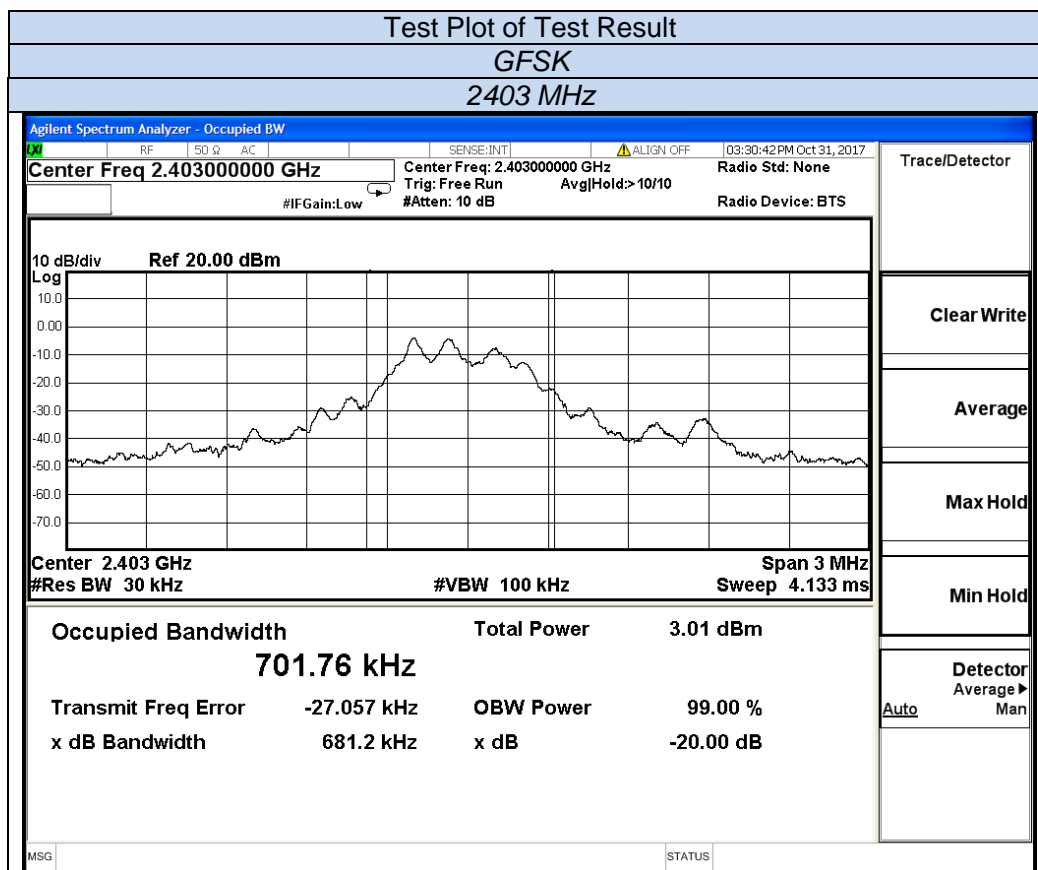 Test Plot of Test Result
GFSK
2403 MHz
Agilent Spectrum Analyzer - Occupied BW
LXI RF 50 Ω AC SENSE:INT ALIGN OFF 03:30:42 PM Oct 31, 2017
Center Freq 2.403000000 GHz
Center Freq: 2.403000000 GHz Radio Std: None
Trig: Free Run Avg|Hold:> 10/10
#IFGain:Low #Atten: 10 dB Radio Device: BTS
10 dB/div Ref 20.00 dBm
Log
10.0
0.00
-10.0
-20.0
-30.0
-40.0
-50.0
-60.0
-70.0
Center 2.403 GHz Span 3 MHz
#Res BW 30 kHz #VBW 100 kHz Sweep 4.133 ms
Occupied Bandwidth Total Power 3.01 dBm
701.76 kHz
Transmit Freq Error -27.057 kHz OBW Power 99.00 %
x dB Bandwidth 681.2 kHz x dB -20.00 dB
MSG STATUS
Trace/Detector
Clear Write
Average
Max Hold
Min Hold
Detector
Average▶
Auto Man